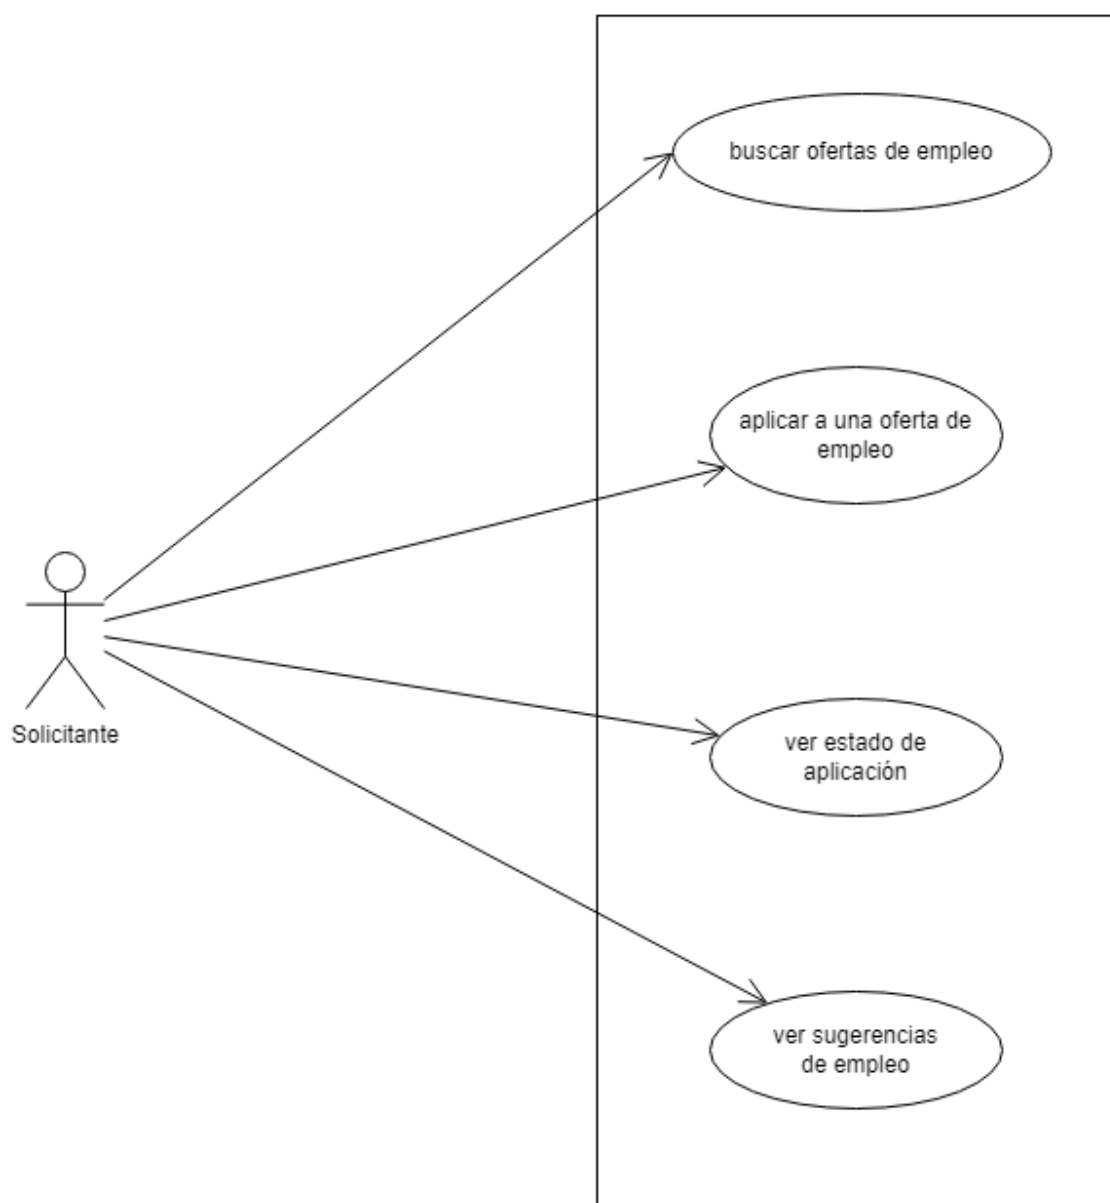 buscar ofertas de empleo
aplicar a una oferta de
empleo
Solicitante
ver estado de
aplicación
ver sugerencias
de empleo